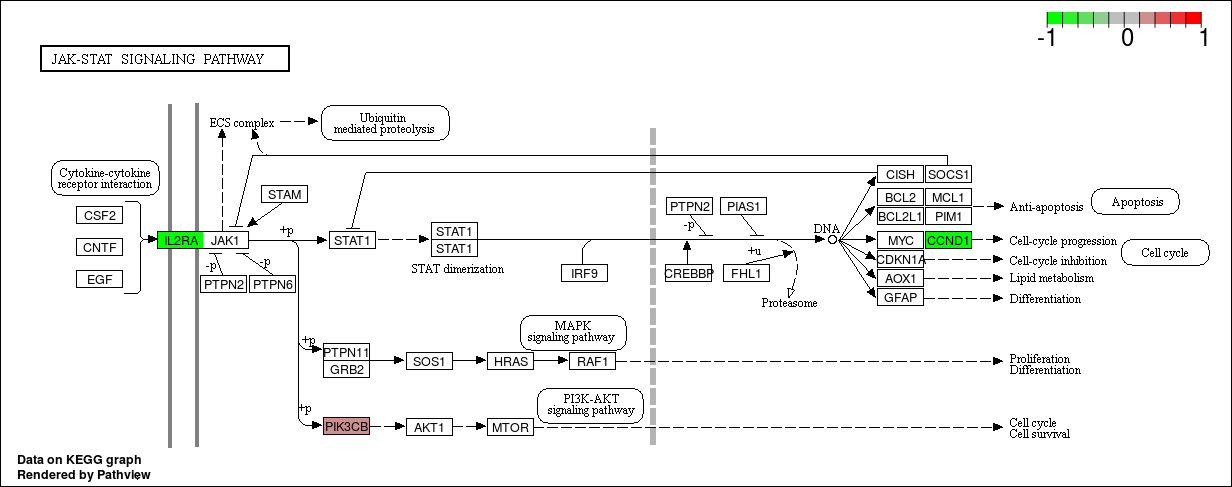 -1 0 1
JAK-STAT SIGNALING PATHWAY
ECS complex
Ubiquitin
mediated proteolysis
Cytokine-cytokine
receptor interaction
CSF2
CNTF
EGF
IL2RA
JAK1
STAM
+p
-p
-p
PTPN2
PTPN6
STAT1
STAT1
STAT1
STAT dimerization
IRF9
PTPN2
PIAS1
-p
+u
CREBBP
FHL1
Proteasome
DNA
CISH
SOCS1
BCL2
MCL1
BCL2L1
PIM1
MYC
CCND1
CDKN1A
AOX1
GFAP
Anti-apoptosis
Apoptosis
Cell-cycle progression
Cell-cycle inhibition
Cell cycle
Lipid metabolism
Differentiation
+p
PTPN11
GRB2
SOS1
HRAS
RAF1
MAPK
signaling pathway
Proliferation
Differentiation
+p
PIK3CB
AKT1
MTOR
PI3K-AKT
signaling pathway
Cell cycle
Cell survival
Data on KEGG graph
Rendered by Pathview